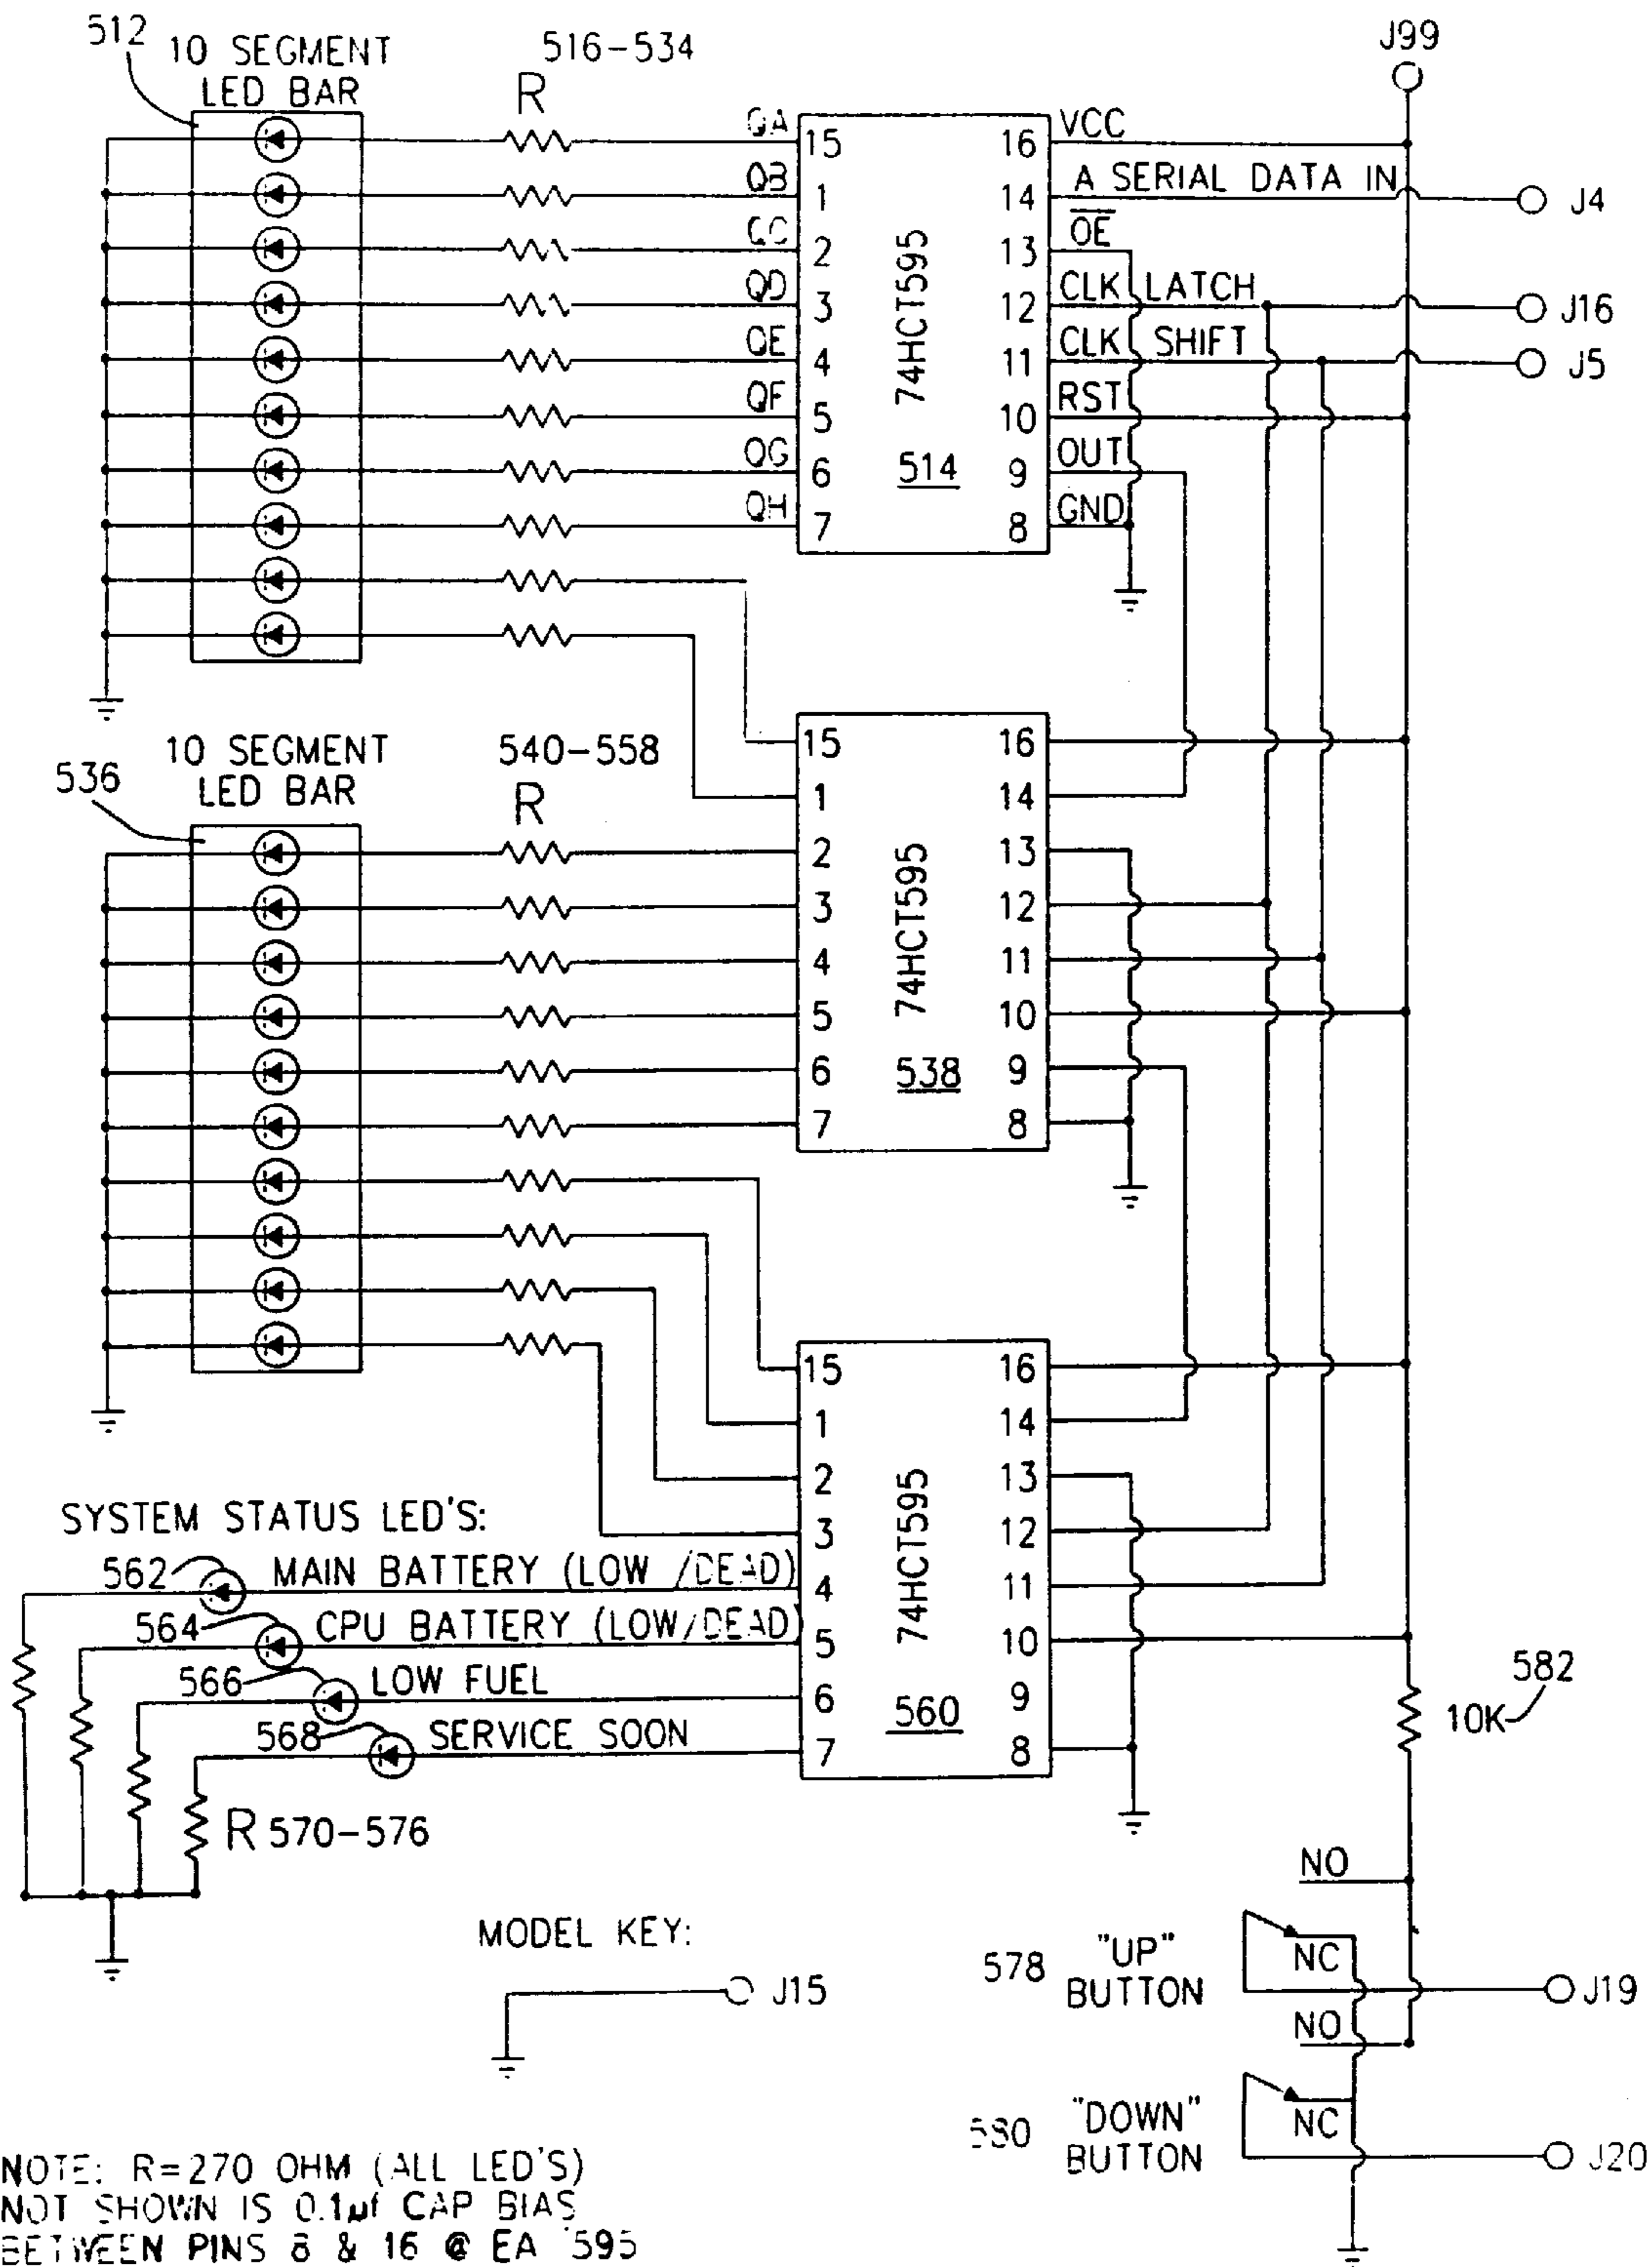 512
10 SEGMENT
LED BAR
516-534
R
J99
QA 15 16 VCC
QB 1 14 A SERIAL DATA IN J4
QC 2 13 OE
QD 3 12 CLK LATCH J16
QE 4 11 CLK SHIFT J5
QF 5 10 RST
QG 6 9 OUT
QH 7 8 GND
74HCT595
514
10 SEGMENT
LED BAR
536
540-558
R
15 16
1 14
2 13
3 12
4 11
5 10
6 9
7 8
74HCT595
538
15 16
1 14
2 13
3 12
4 11
5 10
6 9
7 8
74HCT595
560
SYSTEM STATUS LED'S:
562 MAIN BATTERY (LOW /DEAD)
564 CPU BATTERY (LOW/DEAD)
566 LOW FUEL
568 SERVICE SOON
R 570-576
582
10K
MODEL KEY:
J15
NO
578 "UP"
BUTTON
NC
J19
NO
580 "DOWN"
BUTTON
NC
J20
NOTE: R=270 OHM (ALL LED'S)
NOT SHOWN IS 0.1µf CAP BIAS
BETWEEN PINS 8 & 16 @ EA '595